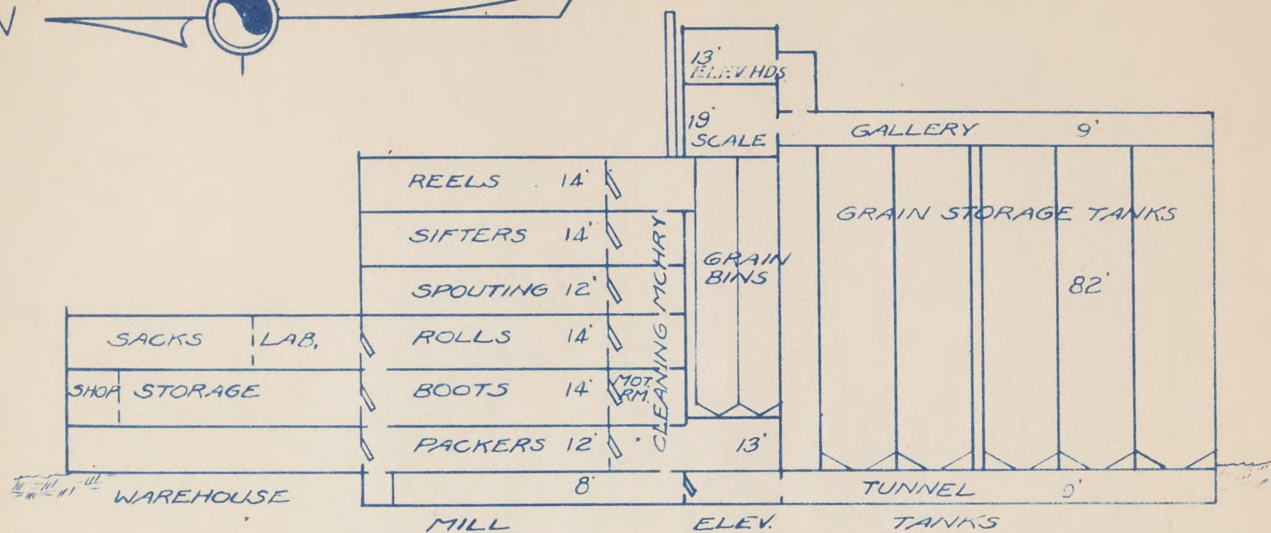 13'
ELEV. HDS
19'
SCALE
GALLERY 9'
REELS 14'
SIFTERS 14'
SPOUTING 12'
ROLLS 14'
BOOTS 14'
PACKERS 12'
CLEANING MCHRY
MOT.
RM.
GRAIN
BINS
13'
GRAIN STORAGE TANKS
82'
SACKS LAB.
SHOP STORAGE
WAREHOUSE
8'
MILL
ELEV.
TUNNEL 9'
TANKS